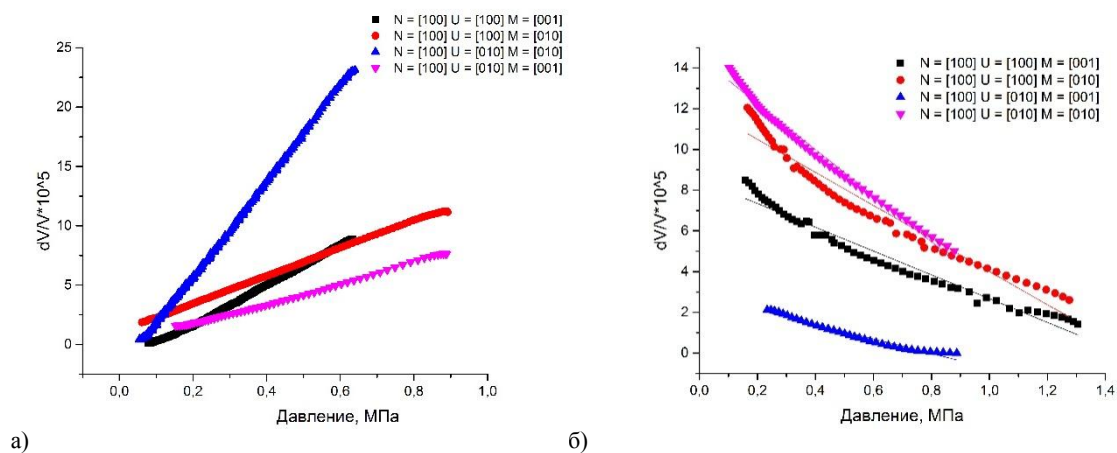 N = [100] U = [100] M = [001]
N = [100] U = [100] M = [010]
N = [100] U = [010] M = [010]
N = [100] U = [010] M = [001]
25
20
15
10
5
0
dV/V*10^5
0,0 0,2 0,4 0,6 0,8 1,0
Давление, МПа
а)
N = [100] U = [100] M = [001]
N = [100] U = [100] M = [010]
N = [100] U = [010] M = [001]
N = [100] U = [010] M = [010]
14
12
10
8
6
4
2
0
dV/V*10^5
0,0 0,2 0,4 0,6 0,8 1,0 1,2 1,4
Давление, МПа
б)